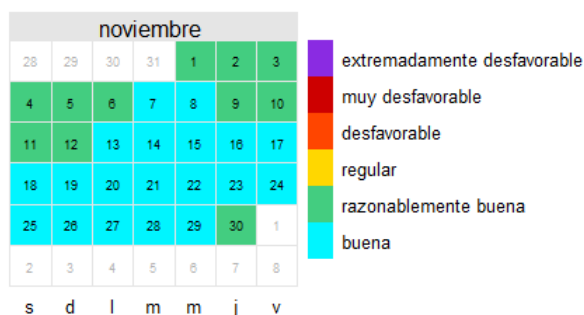 noviembre
28 29 30 31 1 2 3
4 5 6 7 8 9 10
11 12 13 14 15 16 17
18 19 20 21 22 23 24
25 26 27 28 29 30 1
2 3 4 5 6 7 8
s d l m m j v
extremadamente desfavorable
muy desfavorable
desfavorable
regular
razonablemente buena
buena